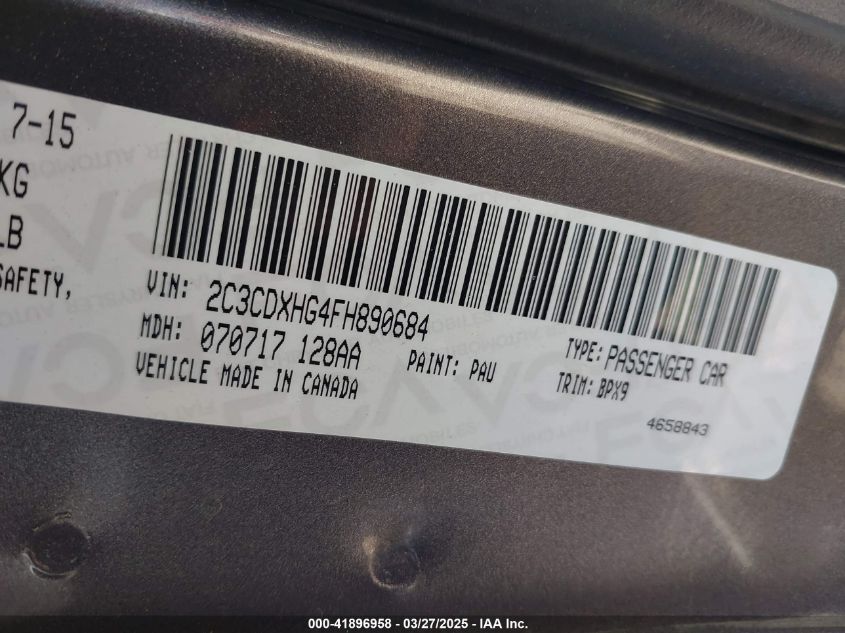 7-15
KG
LB
SAFETY,
VIN: 2C3CDXHG4FH890684
MDH: 070717 128AA PAINT: PAU
VEHICLE MADE IN CANADA
TYPE: PASSENGER CAR
TRIM: BPX9
4658843
000-41896958 / 03/27/2025 - IAA Inc.